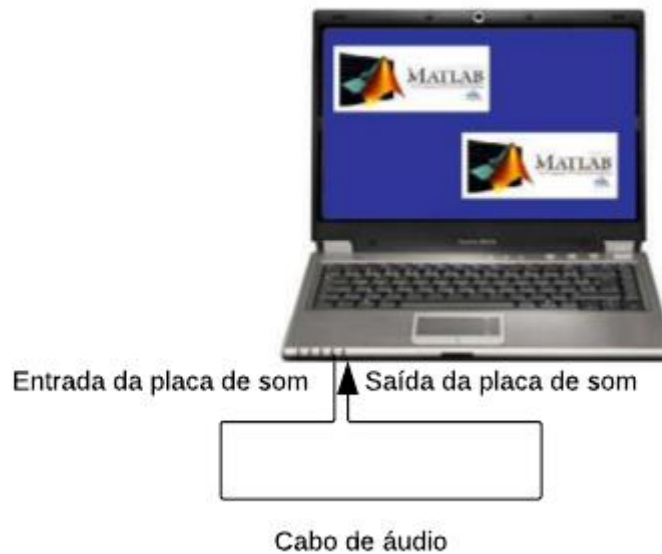 MATLAB
MATLAB
Entrada da placa de som
Saída da placa de som
Cabo de áudio